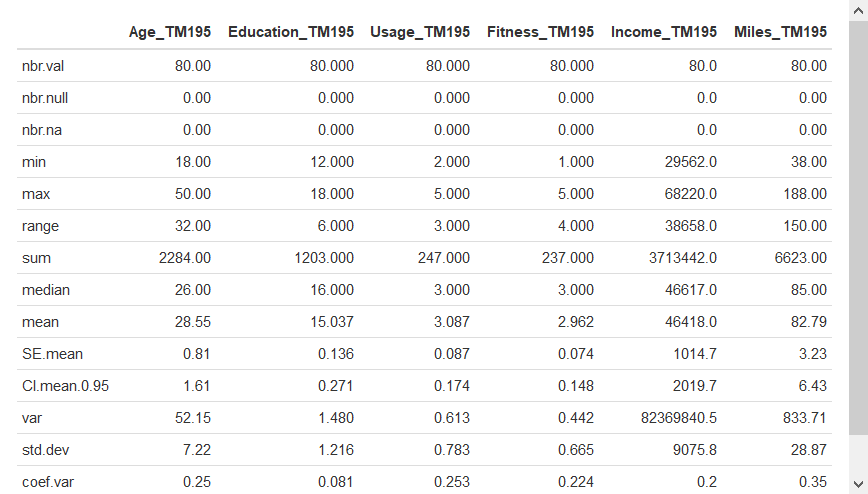 Age_TM195 Education_TM195 Usage_TM195 Fitness_TM195 Income_TM195 Miles_TM195
nbr.val 80.00 80.000 80.000 80.000 80.0 80.00
nbr.null 0.00 0.000 0.000 0.000 0.0 0.00
nbr.na 0.00 0.000 0.000 0.000 0.0 0.00
min 18.00 12.000 2.000 1.000 29562.0 38.00
max 50.00 18.000 5.000 5.000 68220.0 188.00
range 32.00 6.000 3.000 4.000 38658.0 150.00
sum 2284.00 1203.000 247.000 237.000 3713442.0 6623.00
median 26.00 16.000 3.000 3.000 46617.0 85.00
mean 28.55 15.037 3.087 2.962 46418.0 82.79
SE.mean 0.81 0.136 0.087 0.074 1014.7 3.23
CI.mean.0.95 1.61 0.271 0.174 0.148 2019.7 6.43
var 52.15 1.480 0.613 0.442 82369840.5 833.71
std.dev 7.22 1.216 0.783 0.665 9075.8 28.87
coef.var 0.25 0.081 0.253 0.224 0.2 0.35